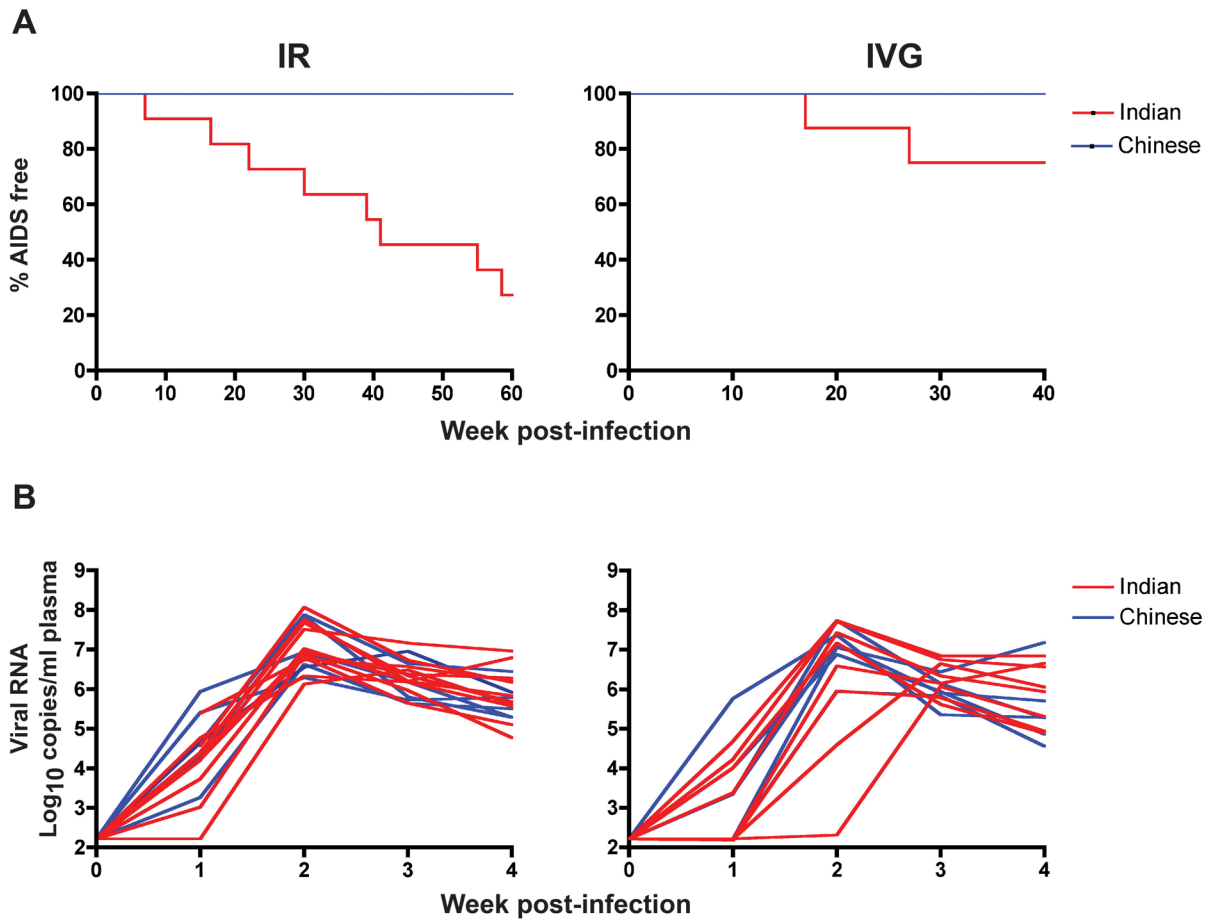 A
IR
IVG
100
80
60
40
20
0
% AIDS free
0 10 20 30 40 50 60
100
80
60
40
20
0
0 10 20 30 40
Indian
Chinese
Week post-infection
B
9
8
7
6
5
4
3
2
Viral RNA
Log10 copies/ml plasma
0 1 2 3 4
9
8
7
6
5
4
3
2
0 1 2 3 4
Indian
Chinese
Week post-infection